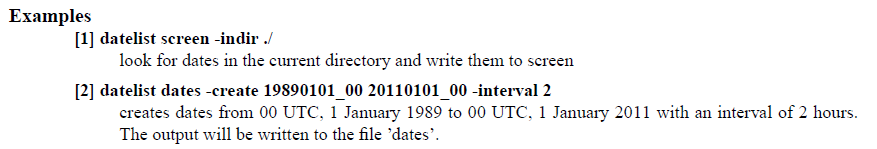 Examples
[1] datelist screen -indir ./
look for dates in the current directory and write them to screen
[2] datelist dates -create 19890101_00 20110101_00 -interval 2
creates dates from 00 UTC, 1 January 1989 to 00 UTC, 1 January 2011 with an interval of 2 hours.
The output will be written to the file ’dates’.